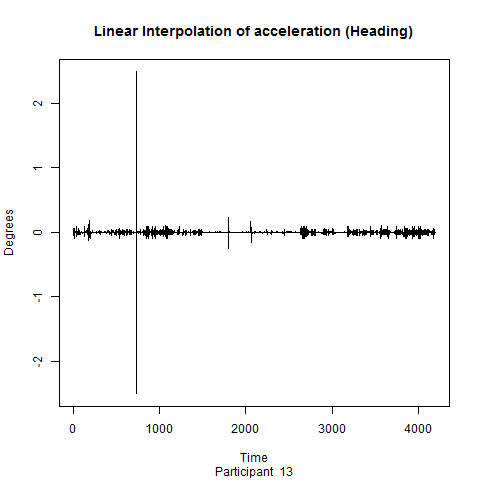 Linear Interpolation of acceleration (Heading)
Degrees
2
1
0
-1
-2
0 1000 2000 3000 4000
Time
Participant 13